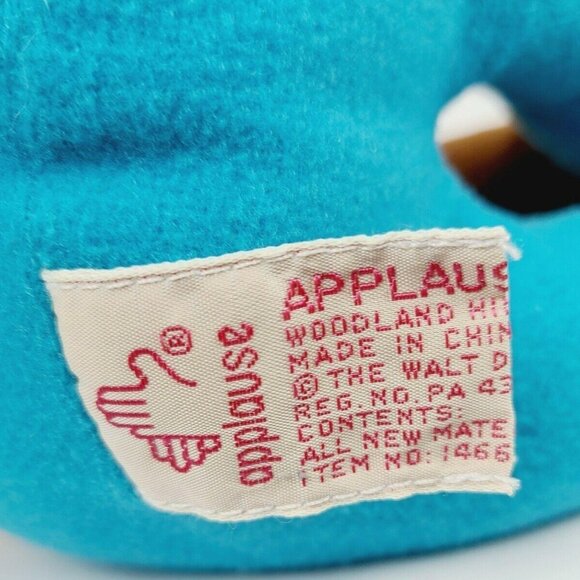 applause ®
APPLAUS
WOODLAND HI
MADE IN CHIN
© THE WALT D
REG. NO. PA 43
CONTENTS:
ALL NEW MATE
ITEM NO: 1466